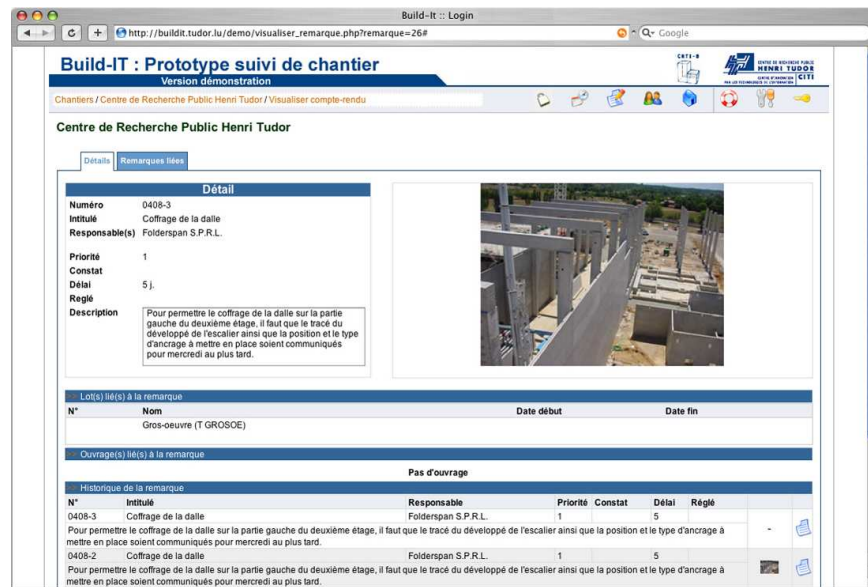 Build-It :: Login
http://buildit.tudor.lu/demo/visualiser_remarque.php?remarque=26#
Google
Build-IT : Prototype suivi de chantier
Version démonstration
CRTI-B
HENRI TUDOR
CITI
Chantiers / Centre de Recherche Public Henri Tudor / Visualiser compte-rendu
Centre de Recherche Public Henri Tudor
Détails
Remarques liées
Détail
Numéro 0408-3
Intitulé Coffrage de la dalle
Responsable(s) Folderspan S.P.R.L.
Priorité 1
Constat
Délai 5 j.
Reglé
Description
Pour permettre le coffrage de la dalle sur la partie
gauche du deuxième étage, il faut que le tracé du
développé de l'escalier ainsi que la position et le type
d'ancrage à mettre en place soient communiqués
pour mercredi au plus tard.
>> Lot(s) lié(s) à la remarque
N° Nom Date début Date fin
Gros-oeuvre (T GROSOE)
>> Ouvrage(s) lié(s) à la remarque
Pas d'ouvrage
>> Historique de la remarque
N° Intitulé Responsable Priorité Constat Délai Réglé
0408-3 Coffrage de la dalle Folderspan S.P.R.L. 1 5
Pour permettre le coffrage de la dalle sur la partie gauche du deuxième étage, il faut que le tracé du développé de l'escalier ainsi que la position et le type d'ancrage à
mettre en place soient communiqués pour mercredi au plus tard.
-
0408-2 Coffrage de la dalle Folderspan S.P.R.L. 1 5
Pour permettre le coffrage de la dalle sur la partie gauche du deuxième étage, il faut que le tracé du développé de l'escalier ainsi que la position et le type d'ancrage à
mettre en place soient communiqués pour mercredi au plus tard.